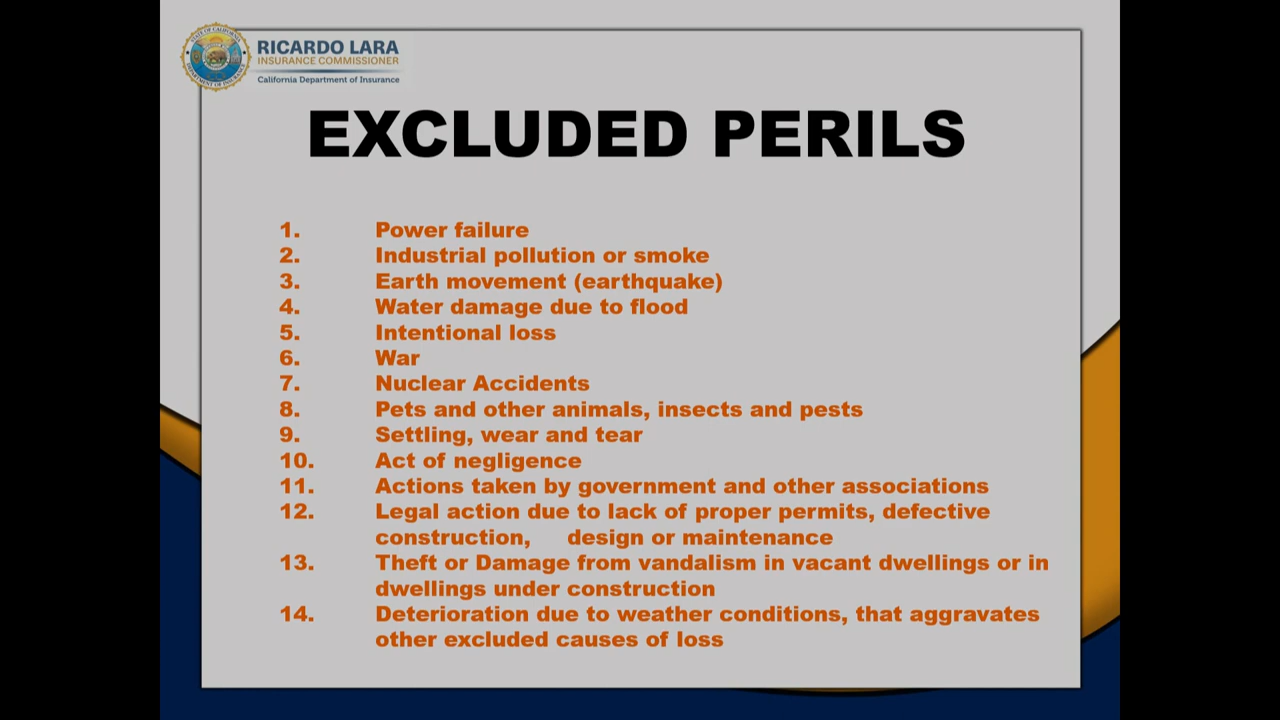 RICARDO LARA
INSURANCE COMMISSIONER
California Department of Insurance
EXCLUDED PERILS
1. Power failure
2. Industrial pollution or smoke
3. Earth movement (earthquake)
4. Water damage due to flood
5. Intentional loss
6. War
7. Nuclear Accidents
8. Pets and other animals, insects and pests
9. Settling, wear and tear
10. Act of negligence
11. Actions taken by government and other associations
12. Legal action due to lack of proper permits, defective
construction, design or maintenance
13. Theft or Damage from vandalism in vacant dwellings or in
dwellings under construction
14. Deterioration due to weather conditions, that aggravates
other excluded causes of loss